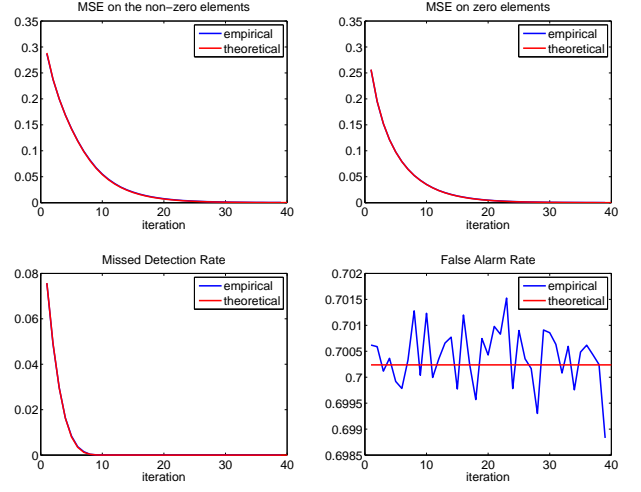 MSE on the non−zero elements
0.35
0.3
0.25
0.2
0.15
0.1
0.05
0
0 10 20 30 40
iteration
empirical
theoretical
MSE on zero elements
0.35
0.3
0.25
0.2
0.15
0.1
0.05
0
0 10 20 30 40
iteration
empirical
theoretical
Missed Detection Rate
0.08
0.06
0.04
0.02
0
0 10 20 30 40
iteration
empirical
theoretical
False Alarm Rate
0.702
0.7015
0.701
0.7005
0.7
0.6995
0.699
0.6985
0 10 20 30 40
iteration
empirical
theoretical